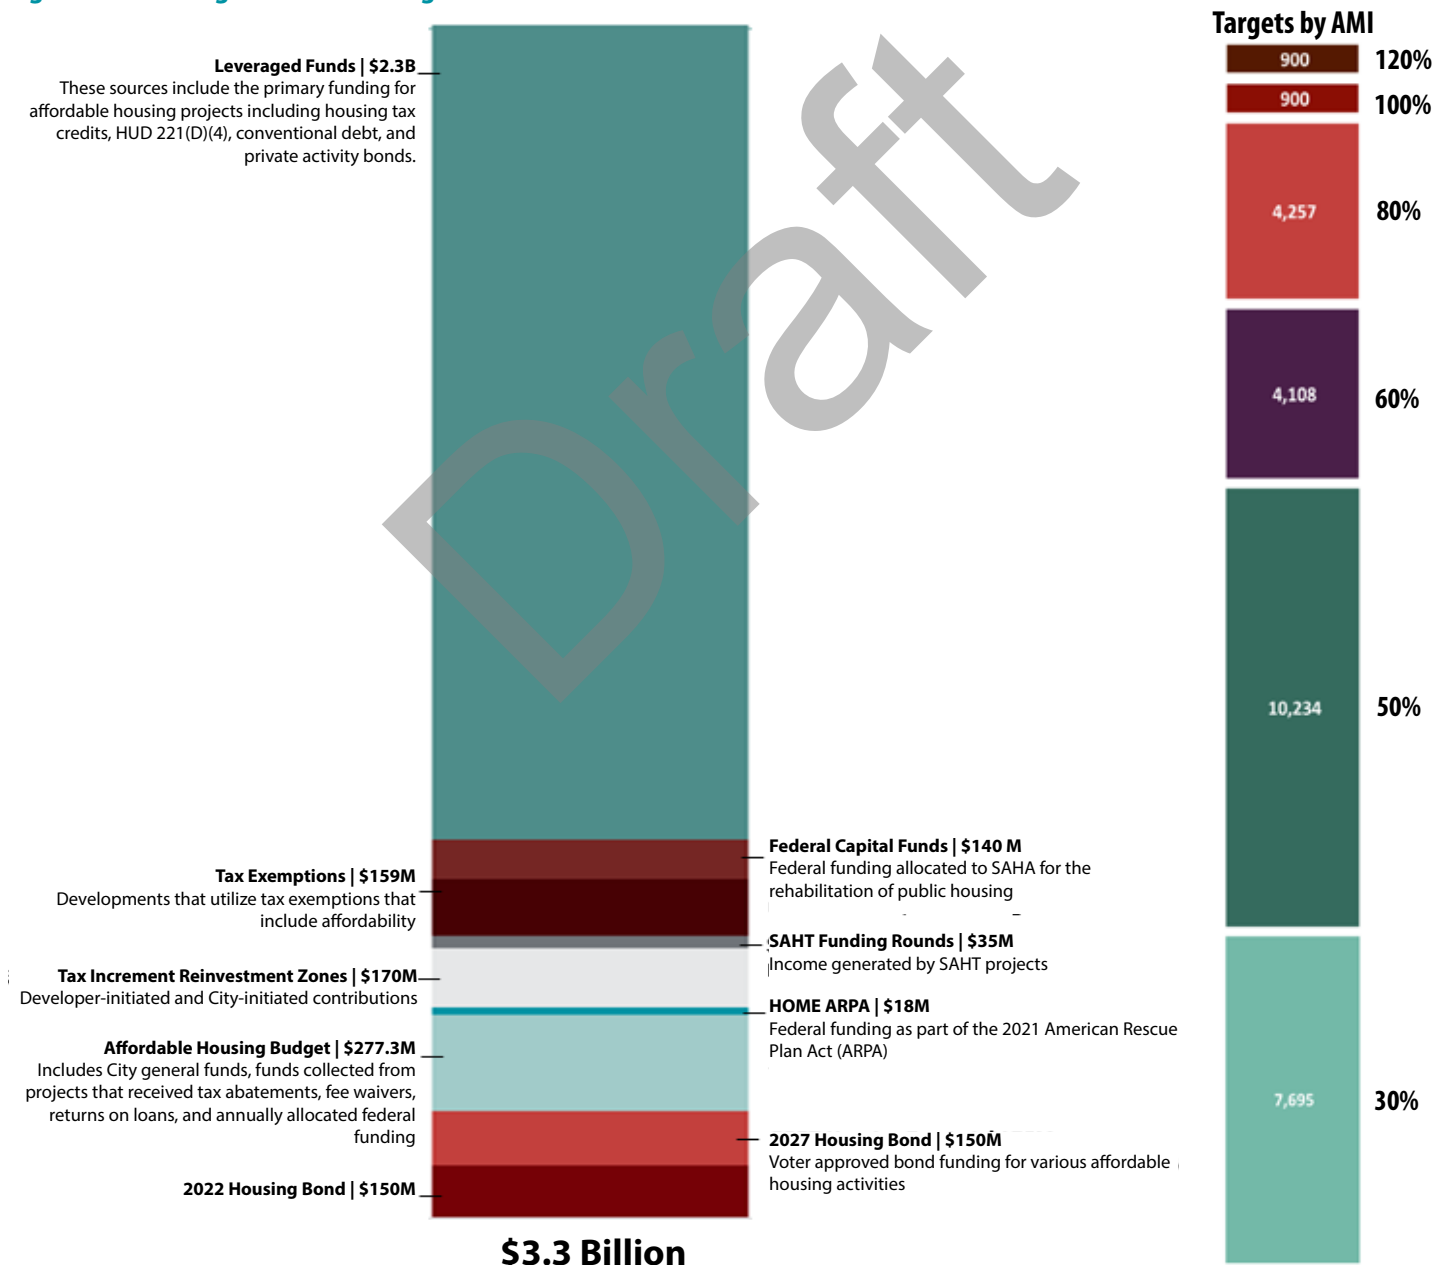 Leveraged Funds | $2.3B
These sources include the primary funding for
affordable housing projects including housing tax
credits, HUD 221(D)(4), conventional debt, and
private activity bonds.
Tax Exemptions | $159M
Developments that utilize tax exemptions that
include affordability
Tax Increment Reinvestment Zones | $170M
Developer-initiated and City-initiated contributions
Affordable Housing Budget | $277.3M
Includes City general funds, funds collected from
projects that received tax abatements, fee waivers,
returns on loans, and annually allocated federal
funding
2022 Housing Bond | $150M
Draft
Federal Capital Funds | $140 M
Federal funding allocated to SAHA for the
rehabilitation of public housing
SAHT Funding Rounds | $35M
Income generated by SAHT projects
HOME ARPA | $18M
Federal funding as part of the 2021 American Rescue
Plan Act (ARPA)
2027 Housing Bond | $150M
Voter approved bond funding for various affordable
housing activities
$3.3 Billion
Targets by AMI
900 120%
900 100%
4,257 80%
4,108 60%
10,234 50%
7,695 30%